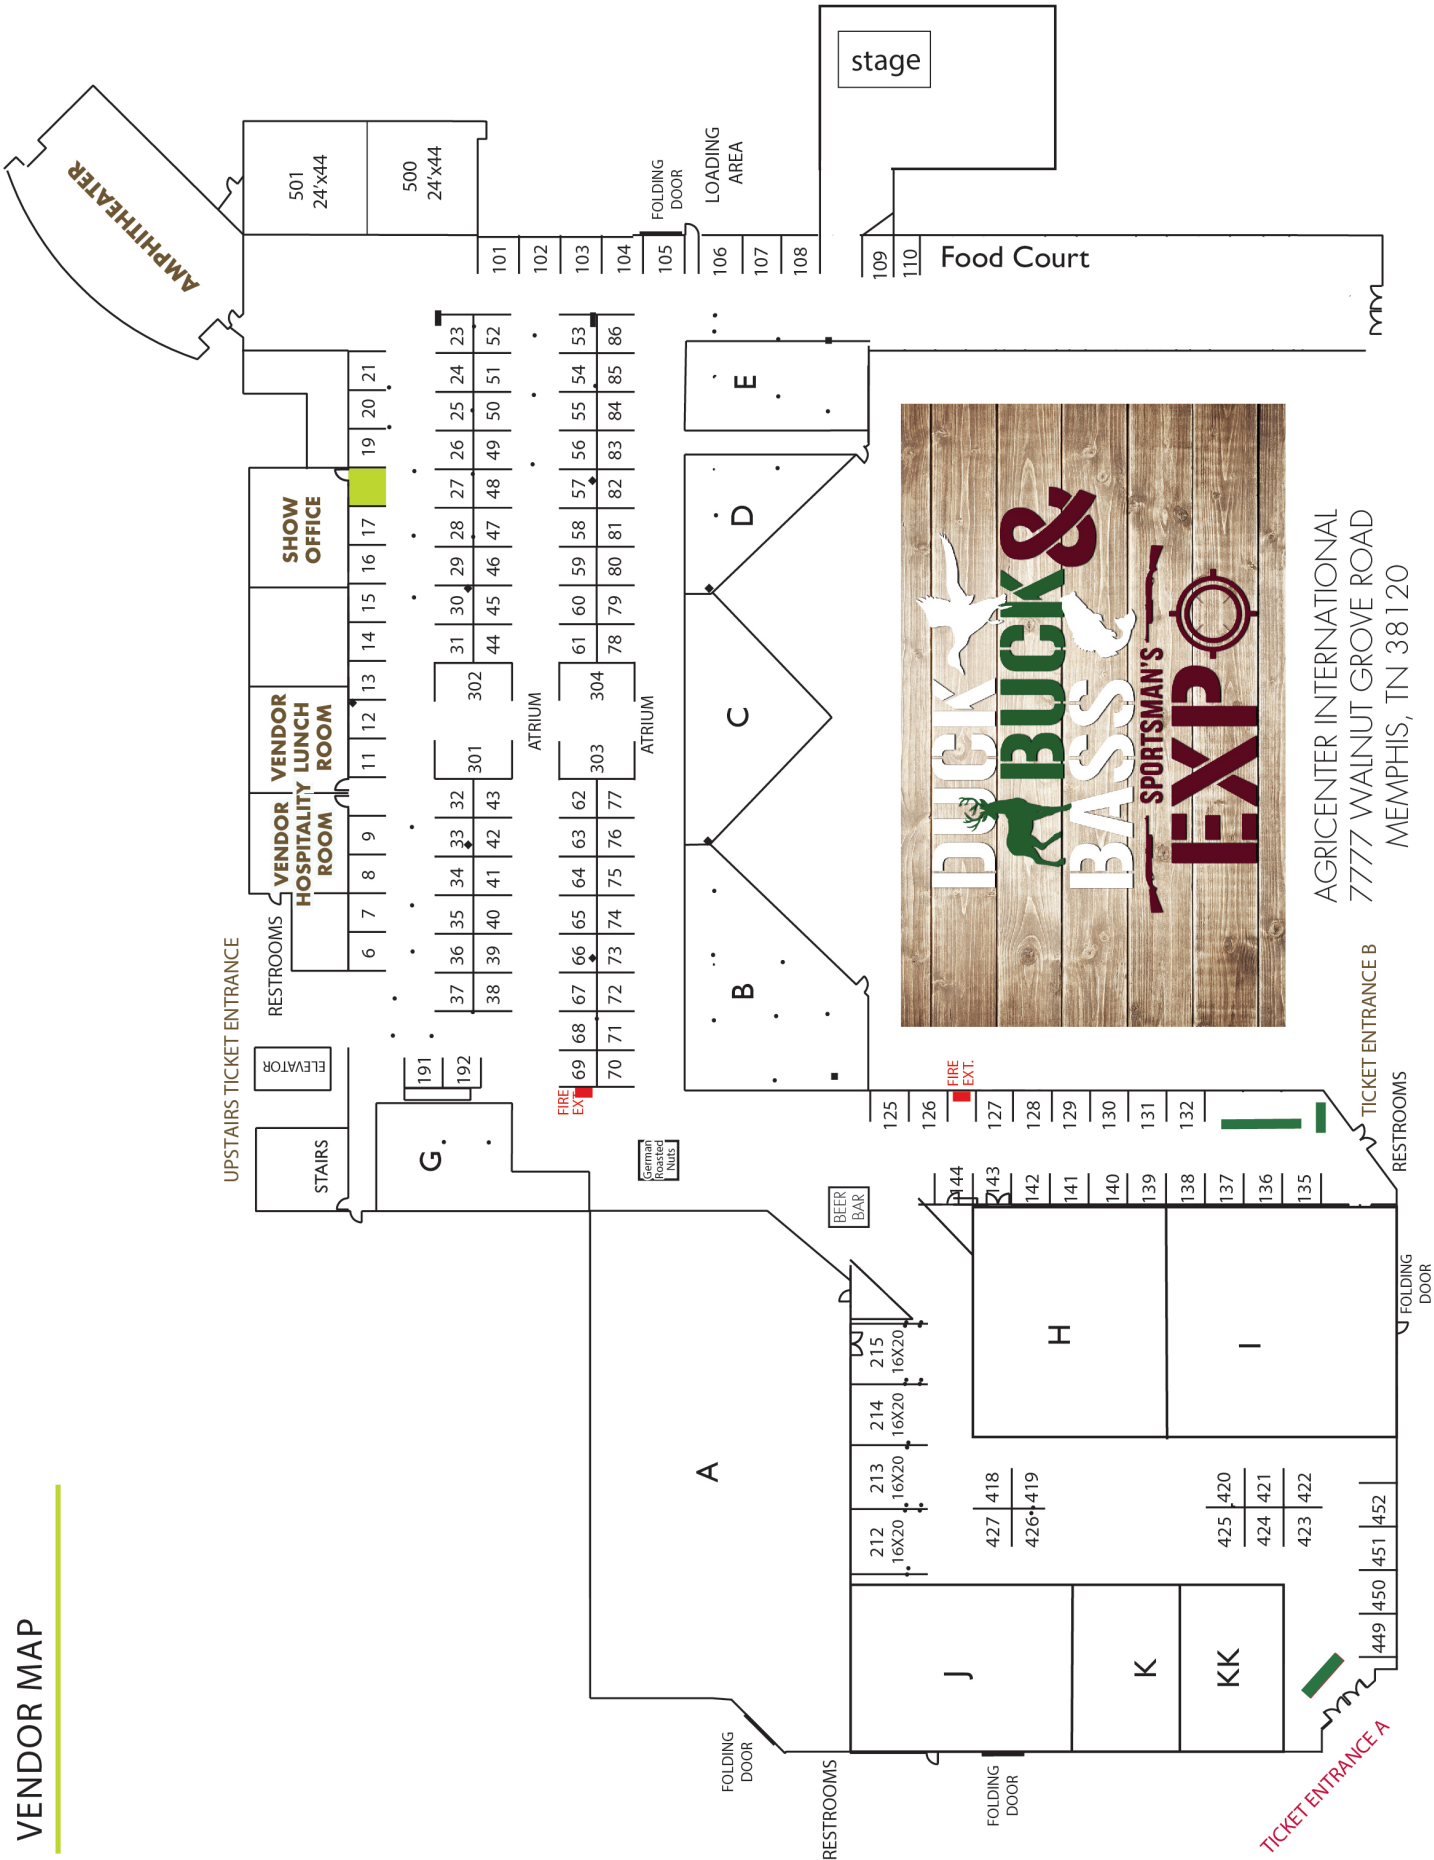 VENDOR MAP
AMPHITHEATER
501
24'x44
500
24'x44
stage
FOLDING
DOOR
LOADING
AREA
101
102
103
104
105
106
107
108
109
110
Food Court
SHOW
OFFICE
VENDOR
LUNCH
ROOM
VENDOR
HOSPITALITY
ROOM
RESTROOMS
UPSTAIRS TICKET ENTRANCE
ELEVATOR
STAIRS
21
20
19
17
16
15
14
13
12
11
9
8
7
6
23
24
25
26
27
28
29
30
31
302
301
32
33
34
35
36
37
52
51
50
49
48
47
46
45
44
43
42
41
40
39
38
ATRIUM
53
54
55
56
57
58
59
60
61
304
303
62
63
64
65
66
67
68
69
86
85
84
83
82
81
80
79
78
77
76
75
74
73
72
71
70
ATRIUM
FIRE
EXT.
191
192
G
E
D
C
B
German
Roasted
Nuts
BEER
BAR
DUCK
BUCK &
BASS
SPORTSMAN'S
EXPO
AGRICENTER INTERNATIONAL
7777 WALNUT GROVE ROAD
MEMPHIS, TN 38120
125
126
FIRE
EXT.
127
128
129
130
131
132
TICKET ENTRANCE B
RESTROOMS
144
143
142
141
140
139
138
137
136
135
H
I
FOLDING
DOOR
A
215
16X20
214
16X20
213
16X20
212
16X20
418
419
427
426
420
421
422
425
424
423
452
451
450
449
J
K
KK
FOLDING
DOOR
RESTROOMS
FOLDING
DOOR
TICKET ENTRANCE A